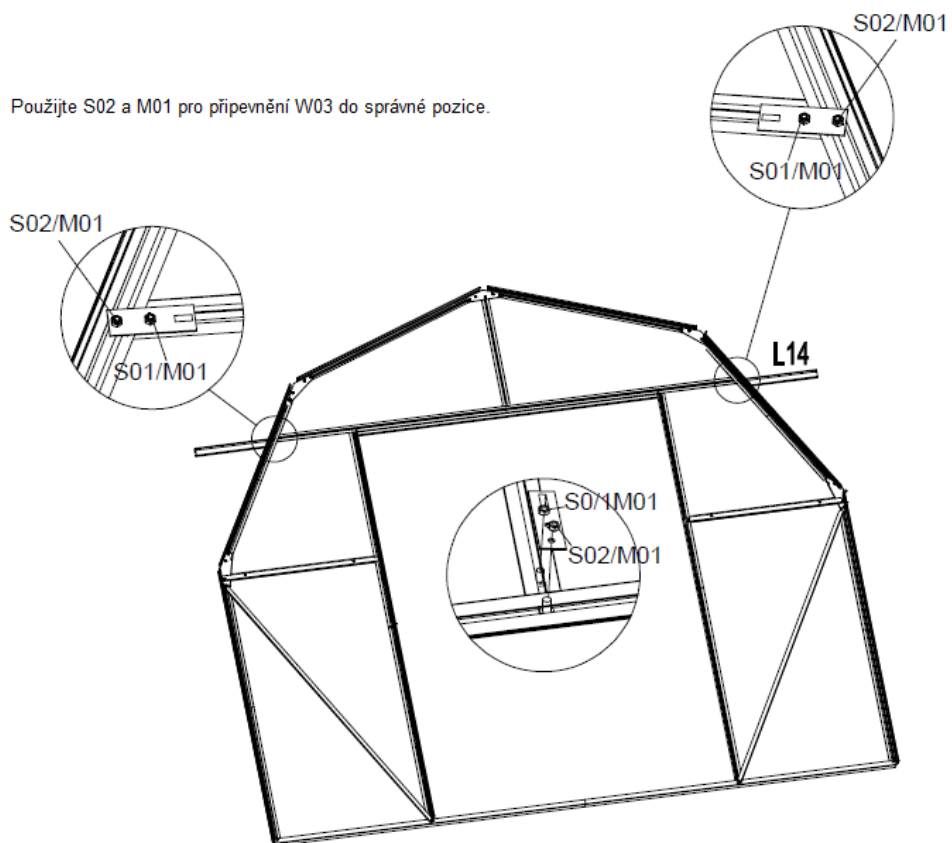 S02/M01
Použijte S02 a M01 pro připevnění W03 do správné pozice.
S01/M01
S02/M01
L14
S01/M01
S0/1M01
S02/M01